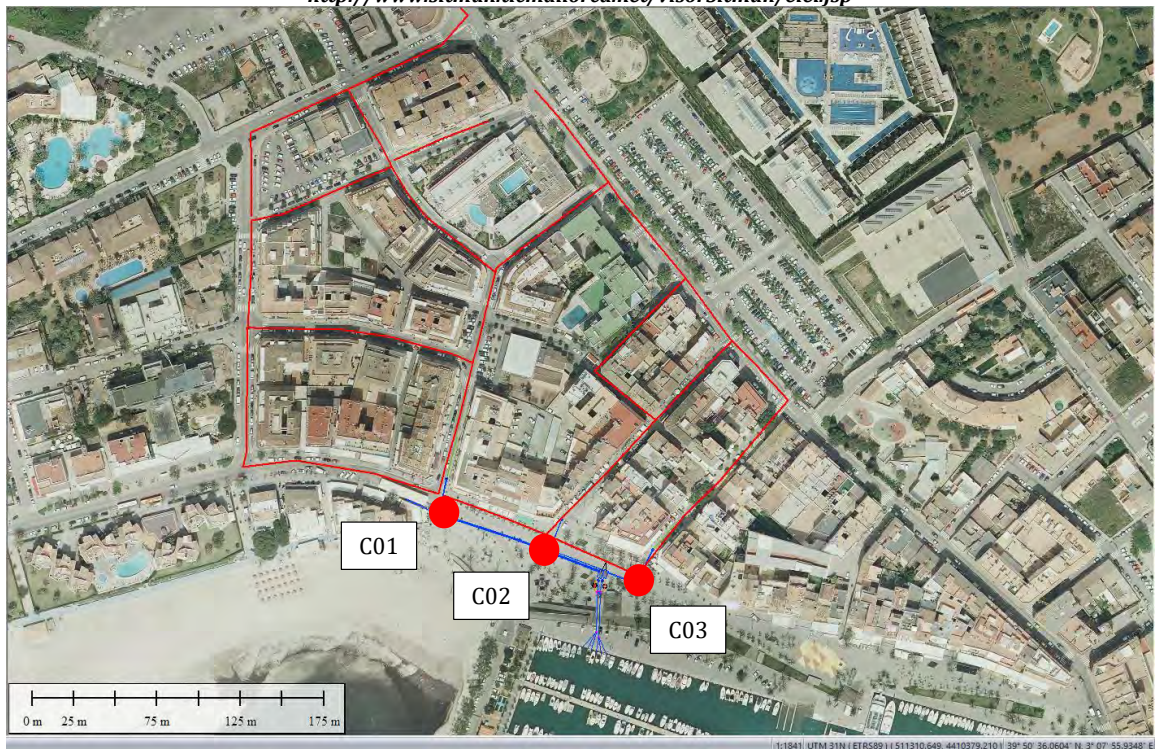 C01
C02
C03
0 m 25 m 75 m 125 m 175 m
1:1841 UTM 31N ( ETRS89 ) ( 511310.649, 4410379.210 ) 39° 50' 36.0604" N, 3° 07' 55.9348" E